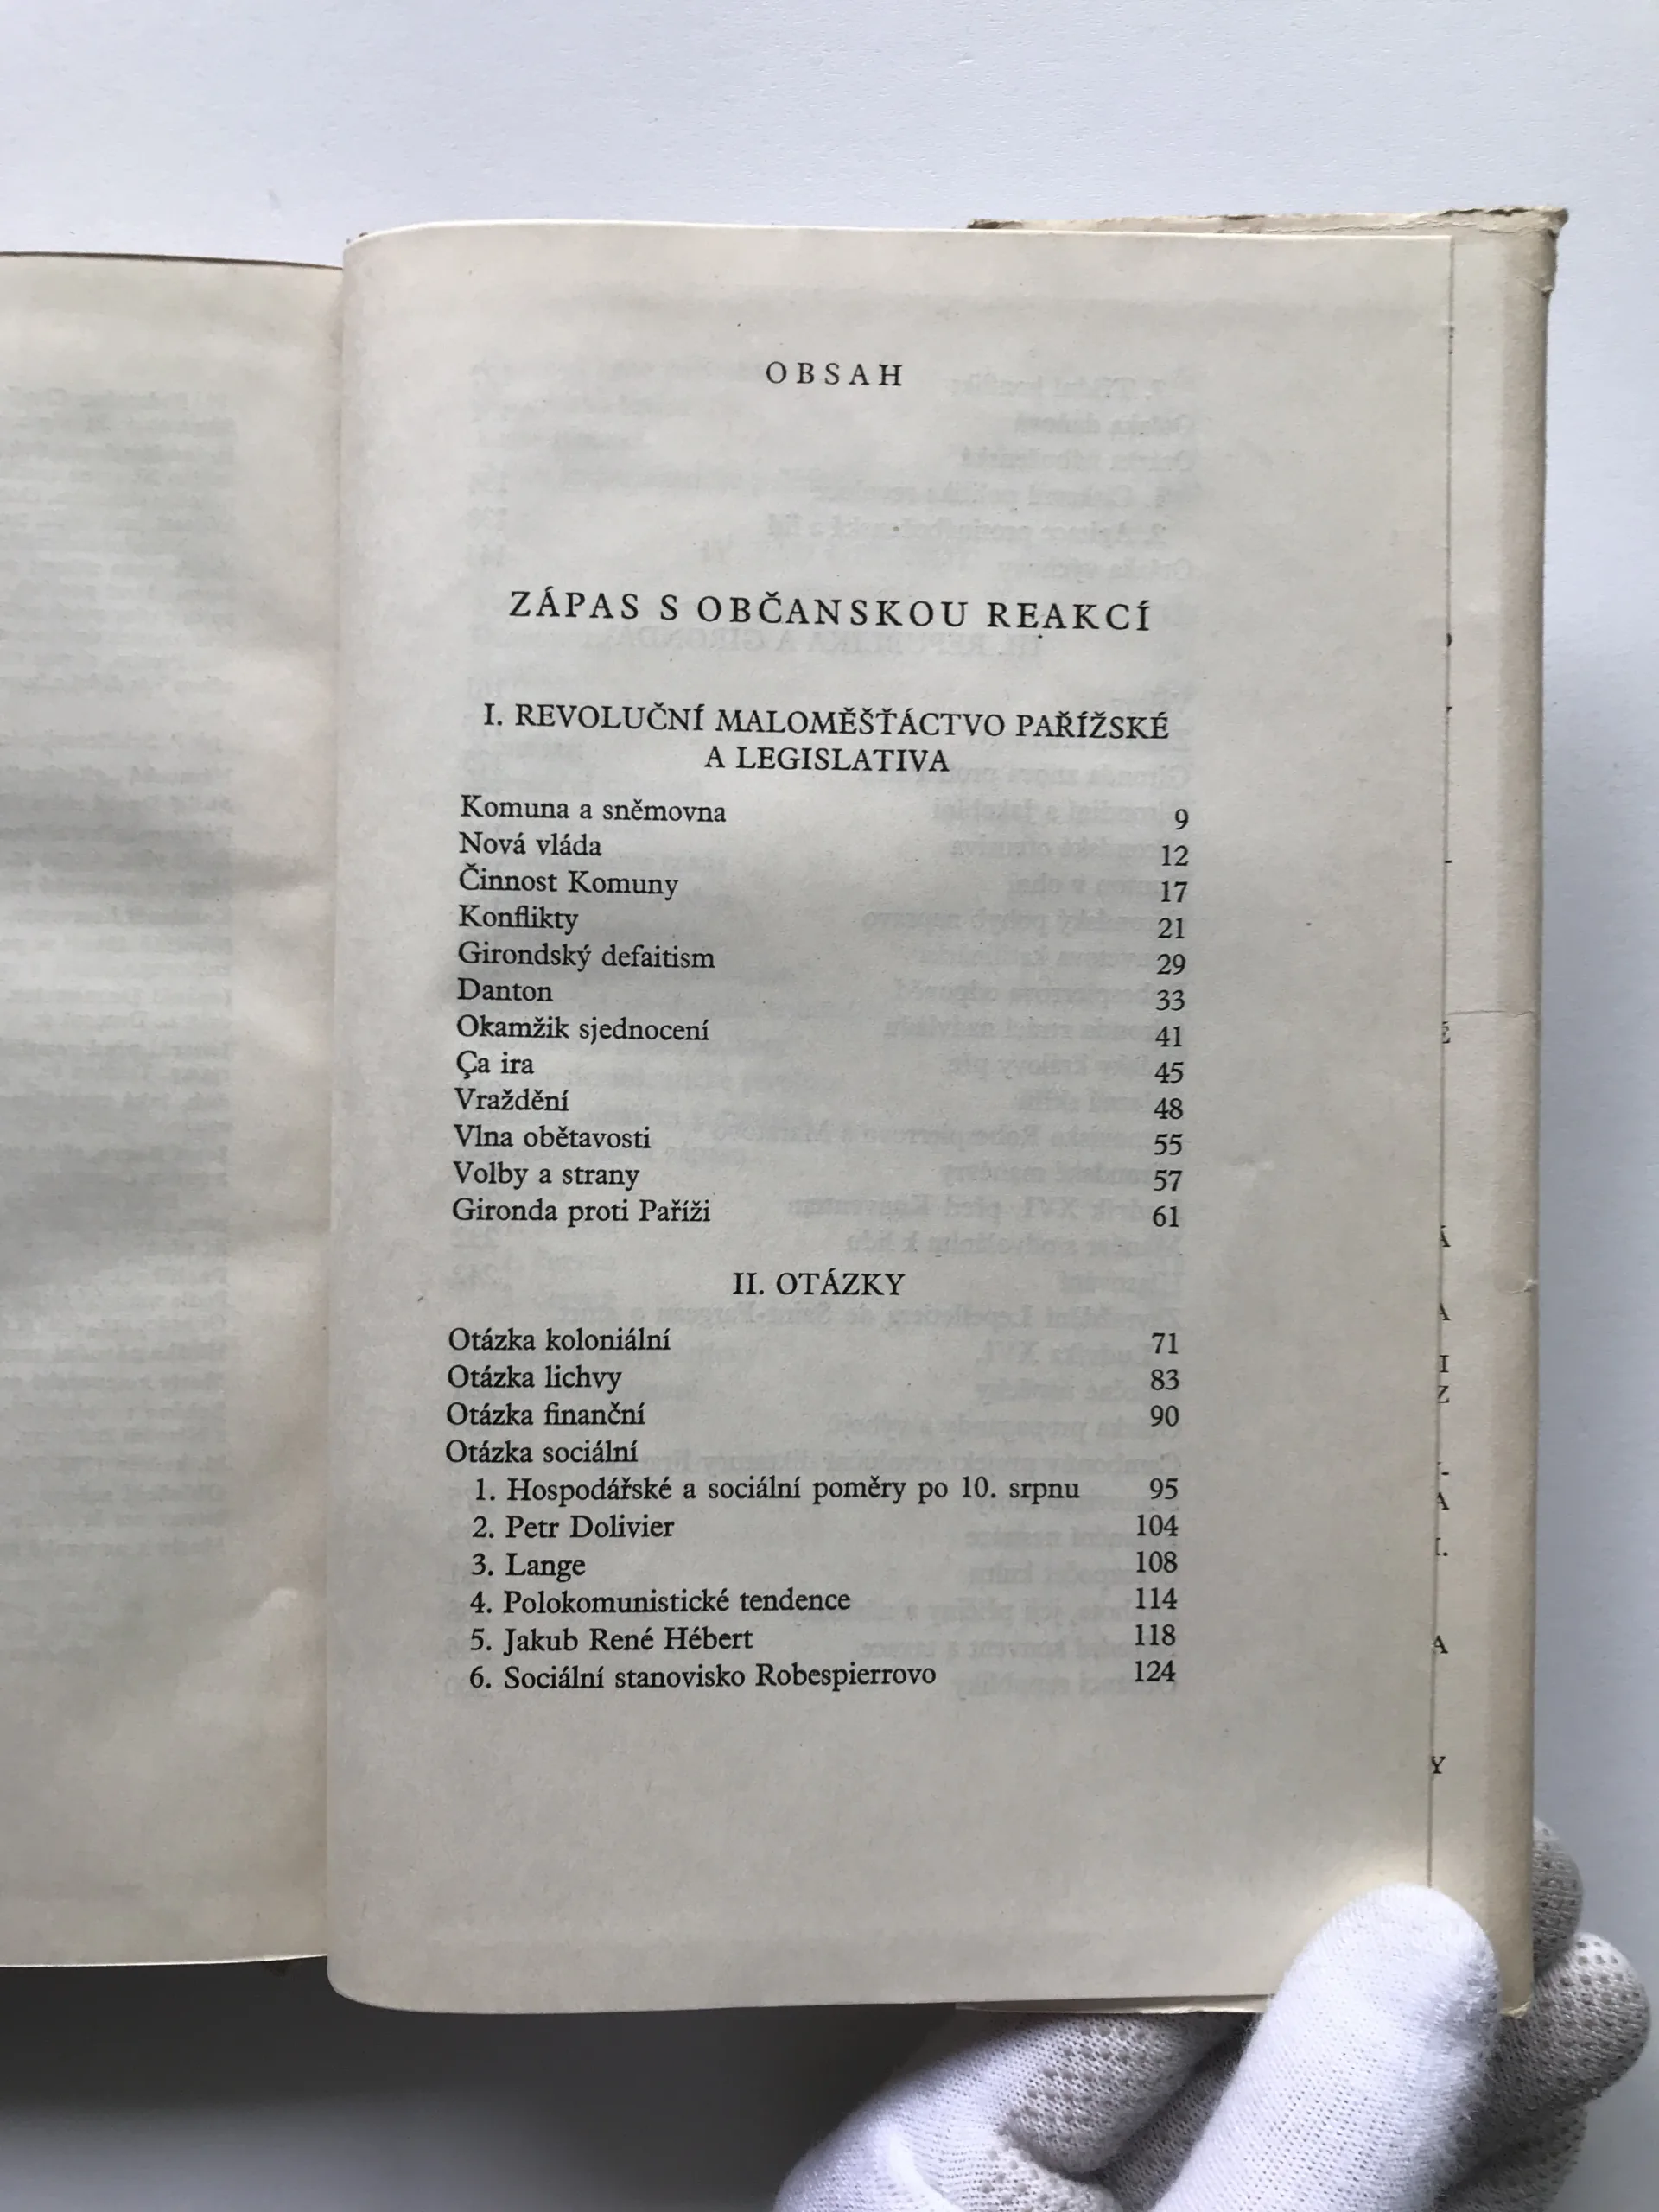 OBSAH
ZÁPAS S OBČANSKOU REAKCÍ
I. REVOLUČNÍ MALOMĚŠŤÁCTVO PAŘÍŽSKÉ
A LEGISLATIVA
Komuna a sněmovna 9
Nová vláda 12
Činnost Komuny 17
Konflikty 21
Girondský defaitism 29
Danton 33
Okamžik sjednocení 41
Ça ira 45
Vraždění 48
Vlna obětavosti 55
Volby a strany 57
Gironda proti Paříži 61
II. OTÁZKY
Otázka koloniální 71
Otázka lichvy 83
Otázka finanční 90
Otázka sociální
1. Hospodářské a sociální poměry po 10. srpnu 95
2. Petr Dolivier 104
3. Lange 108
4. Polokomunistické tendence 114
5. Jakub René Hébert 118
6. Sociální stanovisko Robespierrovo 124